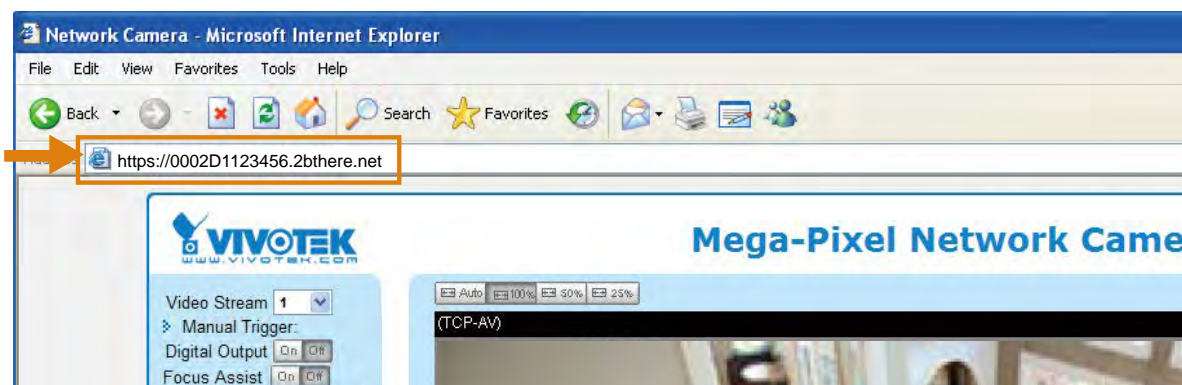 Network Camera - Microsoft Internet Explorer
File Edit View Favorites Tools Help
Back Search Favorites
https://0002D1123456.2bthere.net
VIVOTEK
www.vivotek.com
Mega-Pixel Network Came
Video Stream 1
Auto 100% 50% 25%
Manual Trigger:
(TCP-AV)
Digital Output On Off
Focus Assist On Off